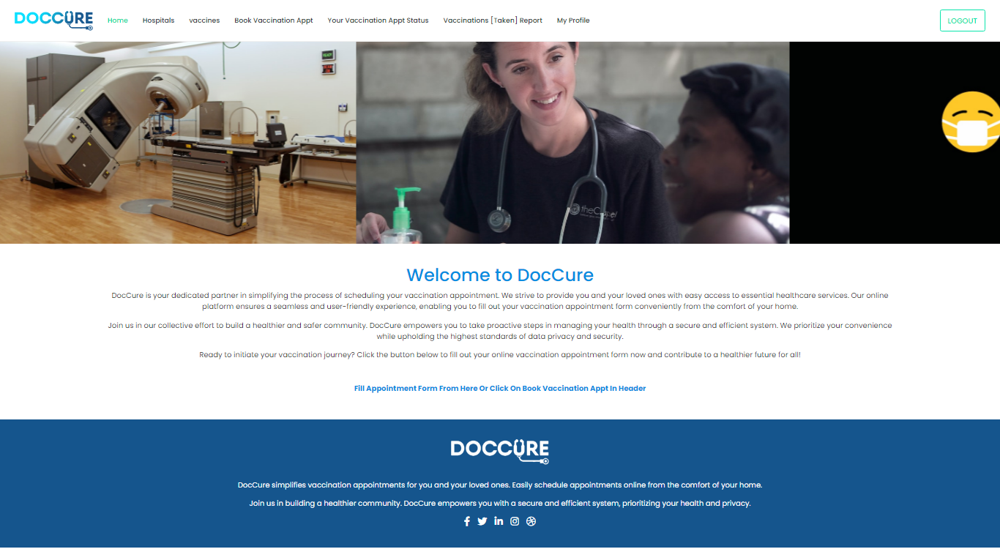 DOCCURE
Home Hospitals vaccines Book Vaccination Appt Your Vaccination Appt Status Vaccinations [Taken] Report My Profile
LOGOUT
READY
Welcome to DocCure
DocCure is your dedicated partner in simplifying the process of scheduling your vaccination appointment. We strive to provide you and your loved ones with easy access to essential healthcare services. Our online
platform ensures a seamless and user-friendly experience, enabling you to fill out your vaccination appointment form conveniently from the comfort of your home.
Join us in our collective effort to build a healthier and safer community. DocCure empowers you to take proactive steps in managing your health through a secure and efficient system. We prioritize your convenience
while upholding the highest standards of data privacy and security.
Ready to initiate your vaccination journey? Click the button below to fill out your online vaccination appointment form now and contribute to a healthier future for all!
Fill Appointment Form From Here Or Click On Book Vaccination Appt In Header
DOCCURE
DocCure simplifies vaccination appointments for you and your loved ones. Easily schedule appointments online from the comfort of your home.
Join us in building a healthier community. DocCure empowers you with a secure and efficient system, prioritizing your health and privacy.